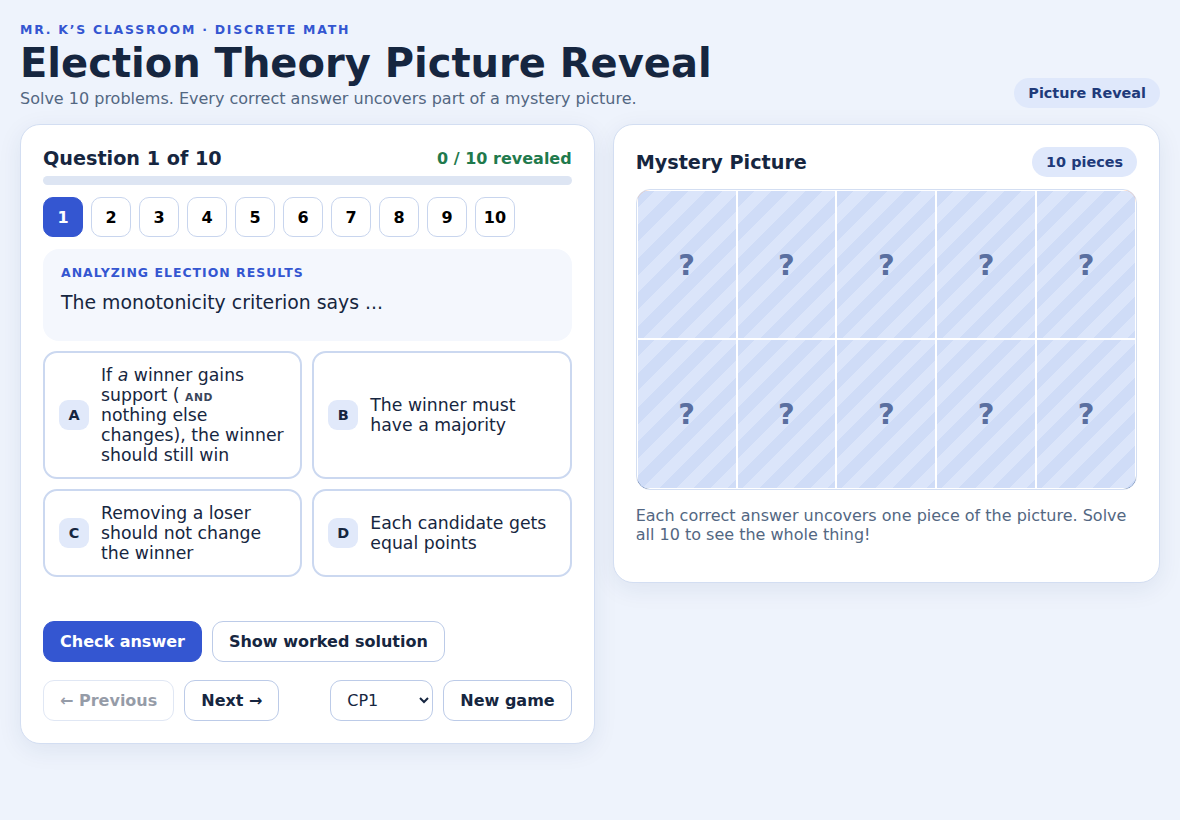 MR. K’S CLASSROOM · DISCRETE MATH
Election Theory Picture Reveal
Solve 10 problems. Every correct answer uncovers part of a mystery picture.
Picture Reveal
Question 1 of 10
0 / 10 revealed
1 2 3 4 5 6 7 8 9 10
ANALYZING ELECTION RESULTS
The monotonicity criterion says ...
A
If a winner gains
support ( AND
nothing else
changes), the winner
should still win
B
The winner must
have a majority
C
Removing a loser
should not change
the winner
D
Each candidate gets
equal points
Check answer
Show worked solution
← Previous
Next →
CP1
New game
Mystery Picture
10 pieces
? ? ? ? ?
? ? ? ? ?
Each correct answer uncovers one piece of the picture. Solve
all 10 to see the whole thing!